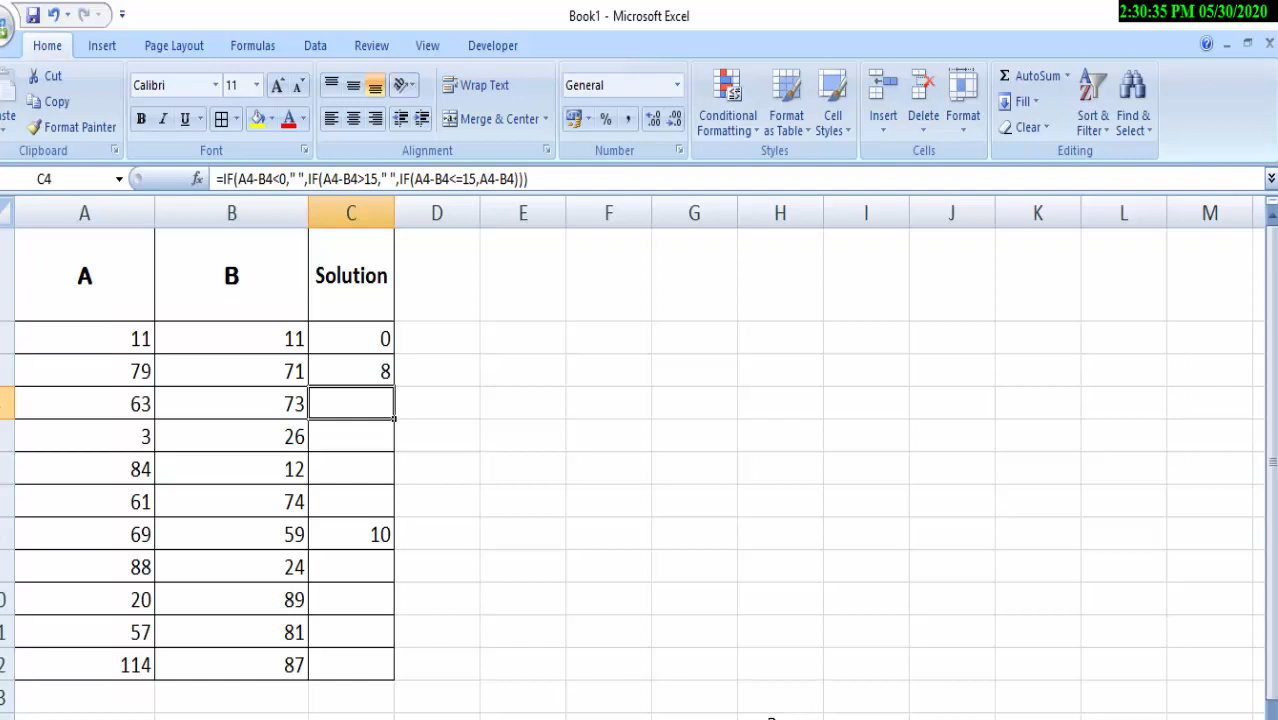 Book1 - Microsoft Excel
2:30:35 PM 05/30/2020
Home Insert Page Layout Formulas Data Review View Developer
Cut
Copy
Format Painter
Clipboard
Calibri 11 A A
B I U A
Font
Wrap Text
Merge & Center
Alignment
General
% ,
Number
Conditional Formatting
Format as Table
Cell Styles
Styles
Insert Delete Format
Cells
Σ AutoSum
Fill
Clear
Sort & Filter
Find & Select
Editing
C4 fx =IF(A4-B4<0," ",IF(A4-B4>15," ",IF(A4-B4<=15,A4-B4)))
A B C D E F G H I J K L M
A B Solution
11 11 0
79 71 8
63 73
3 26
84 12
61 74
69 59 10
88 24
20 89
57 81
114 87